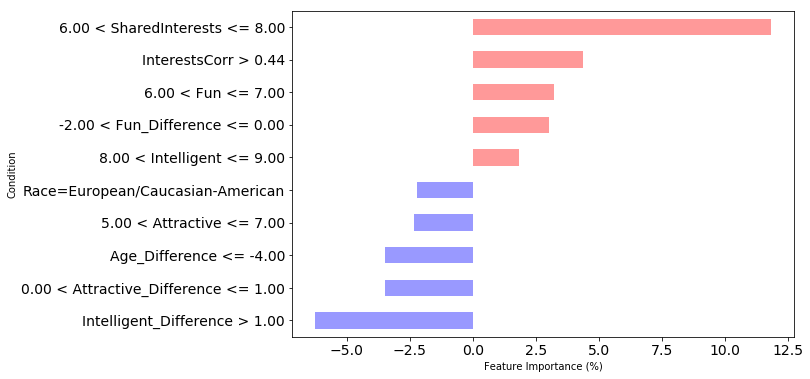 6.00 < SharedInterests <= 8.00
InterestsCorr > 0.44
6.00 < Fun <= 7.00
-2.00 < Fun_Difference <= 0.00
8.00 < Intelligent <= 9.00
Race=European/Caucasian-American
5.00 < Attractive <= 7.00
Age_Difference <= -4.00
0.00 < Attractive_Difference <= 1.00
Intelligent_Difference > 1.00
Condition
−5.0 −2.5 0.0 2.5 5.0 7.5 10.0 12.5
Feature Importance (%)